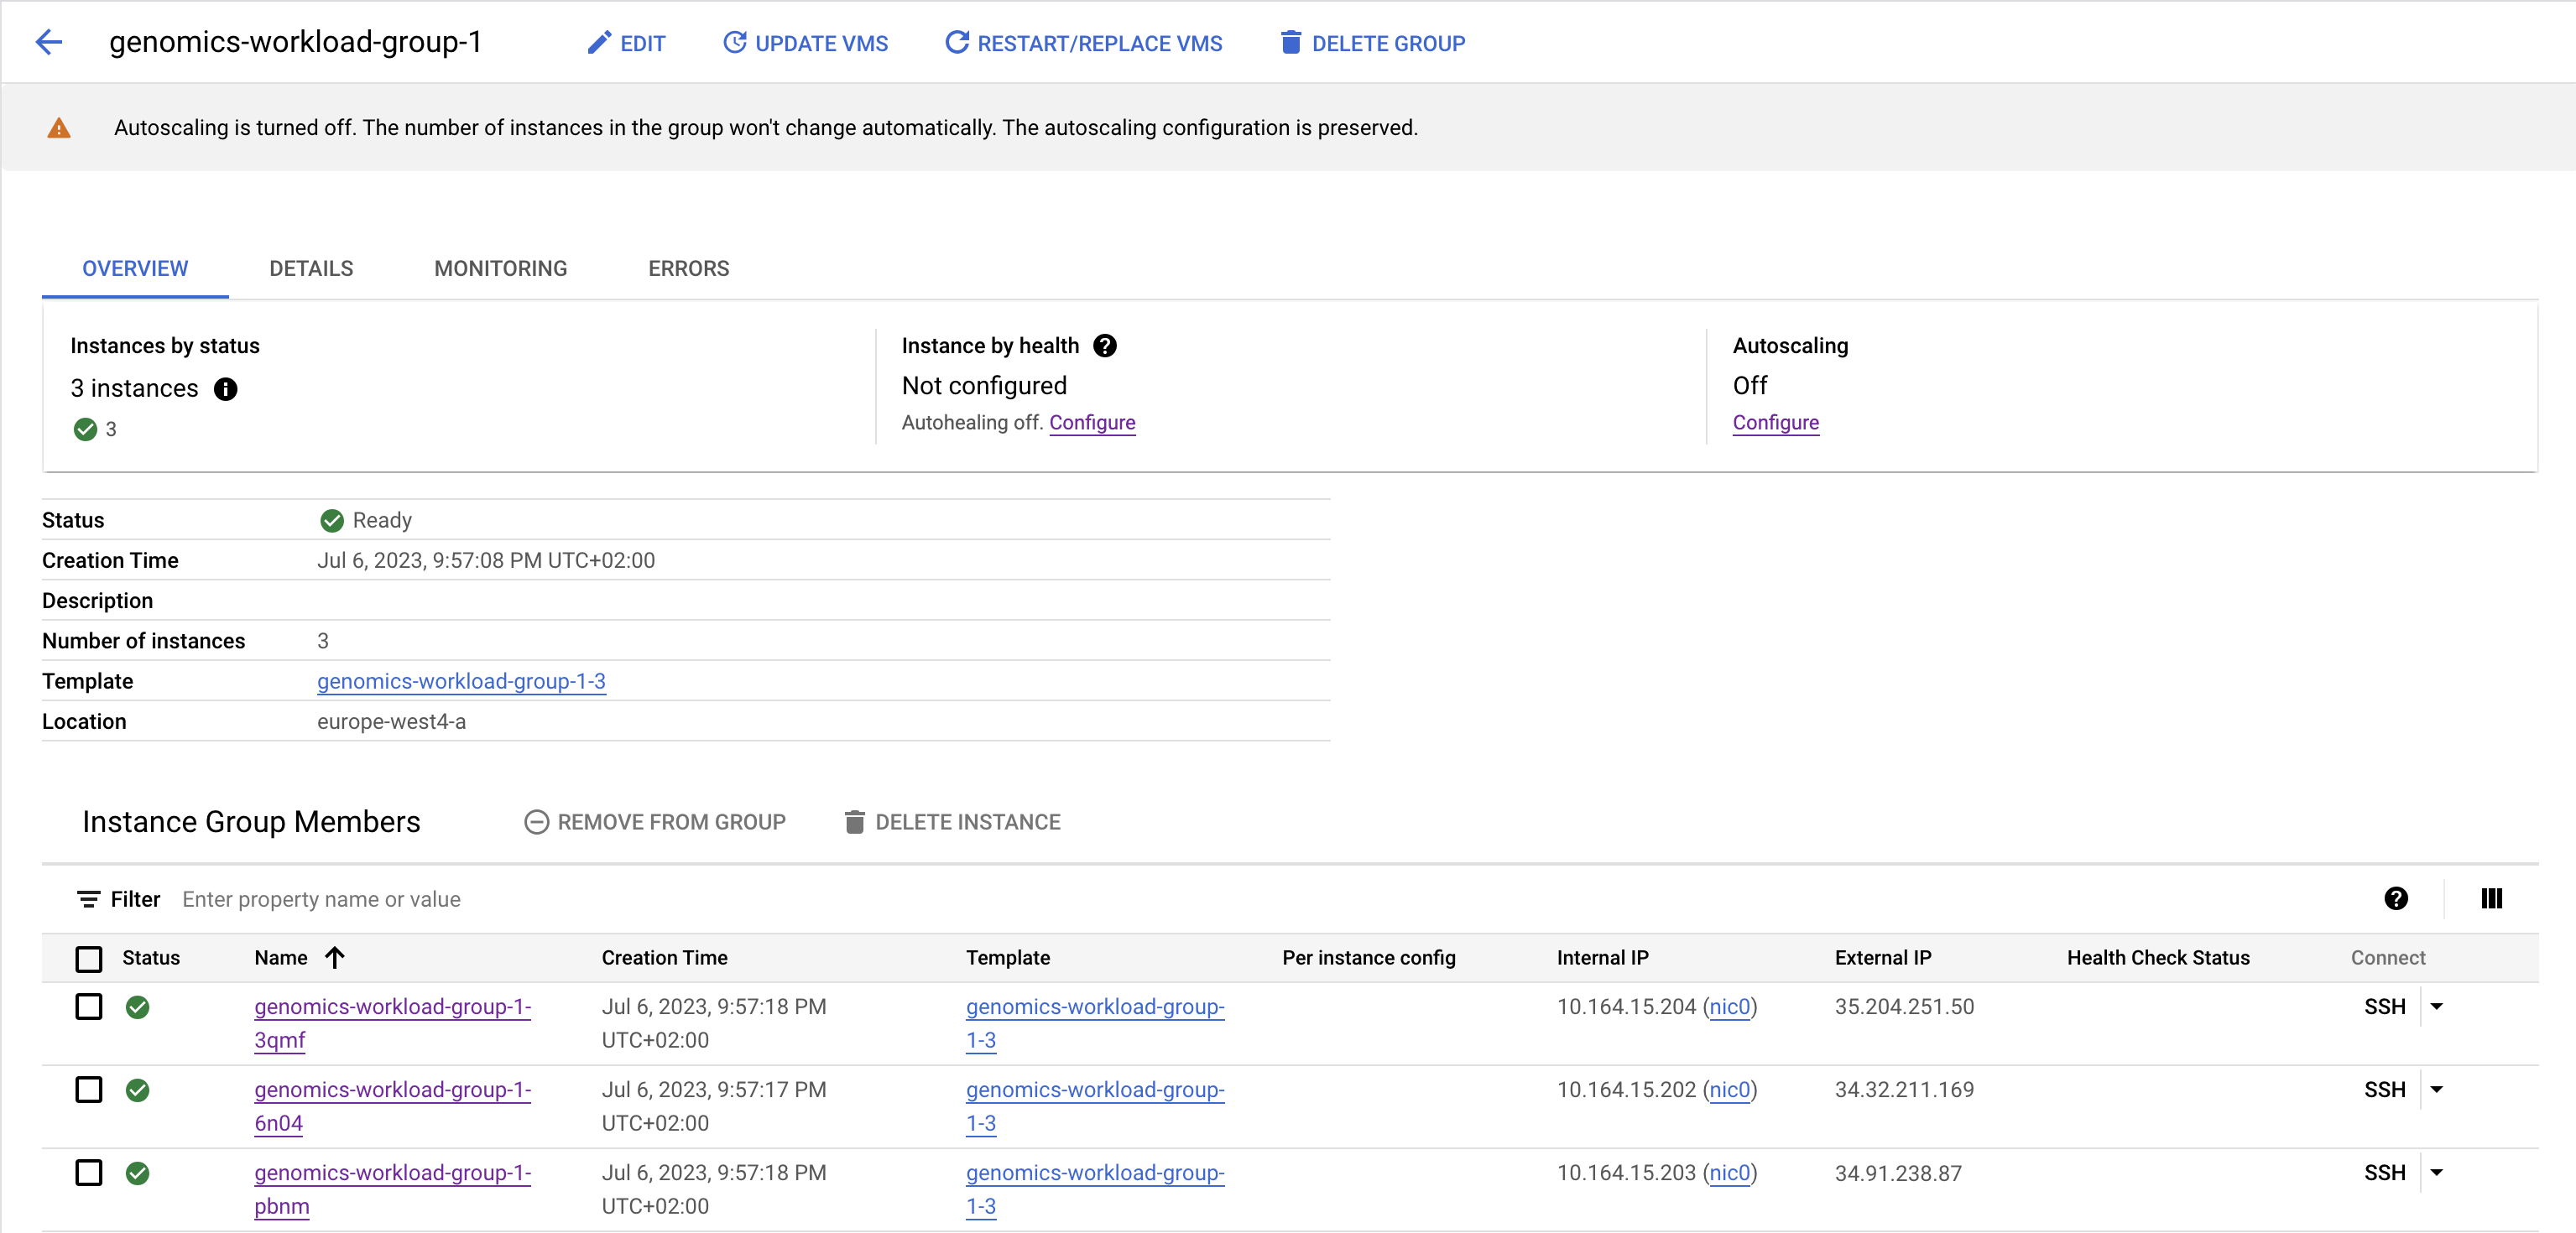 genomics-workload-group-1 EDIT UPDATE VMS RESTART/REPLACE VMS DELETE GROUP
Autoscaling is turned off. The number of instances in the group won't change automatically. The autoscaling configuration is preserved.
OVERVIEW DETAILS MONITORING ERRORS
Instances by status
3 instances
3
Instance by health
Not configured
Autohealing off. Configure
Autoscaling
Off
Configure
Status Ready
Creation Time Jul 6, 2023, 9:57:08 PM UTC+02:00
Description
Number of instances 3
Template genomics-workload-group-1-3
Location europe-west4-a
Instance Group Members REMOVE FROM GROUP DELETE INSTANCE
Filter Enter property name or value
Status Name Creation Time Template Per instance config Internal IP External IP Health Check Status Connect
genomics-workload-group-1- Jul 6, 2023, 9:57:18 PM genomics-workload-group- 10.164.15.204 (nic0) 35.204.251.50 SSH
3qmf UTC+02:00 1-3
genomics-workload-group-1- Jul 6, 2023, 9:57:17 PM genomics-workload-group- 10.164.15.202 (nic0) 34.32.211.169 SSH
6n04 UTC+02:00 1-3
genomics-workload-group-1- Jul 6, 2023, 9:57:18 PM genomics-workload-group- 10.164.15.203 (nic0) 34.91.238.87 SSH
pbnm UTC+02:00 1-3